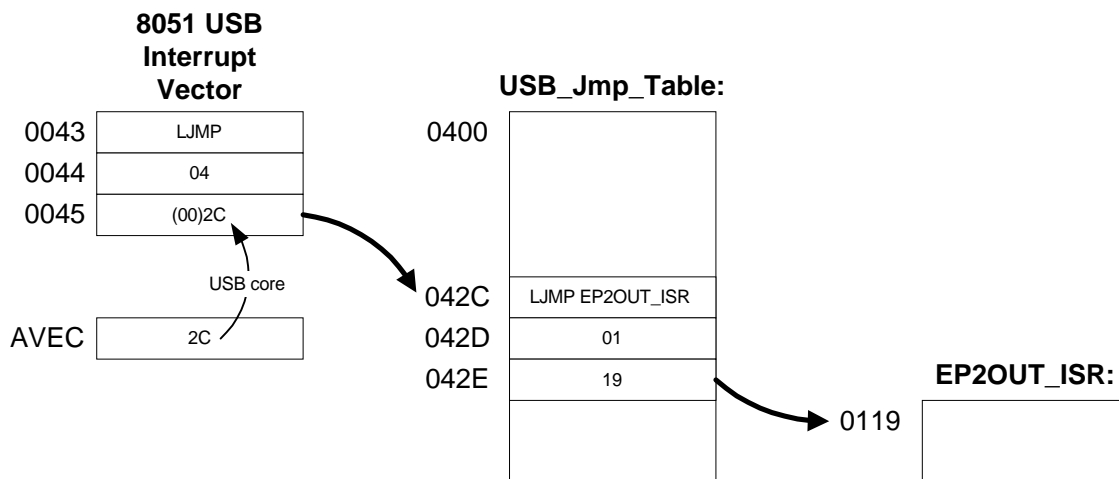 8051 USB
Interrupt
Vector
USB_Jmp_Table:
0043 LJMP
0400
0044 04
0045 (00)2C
USB core
042C LJMP EP2OUT_ISR
AVEC 2C
042D 01
042E 19
EP2OUT_ISR:
0119